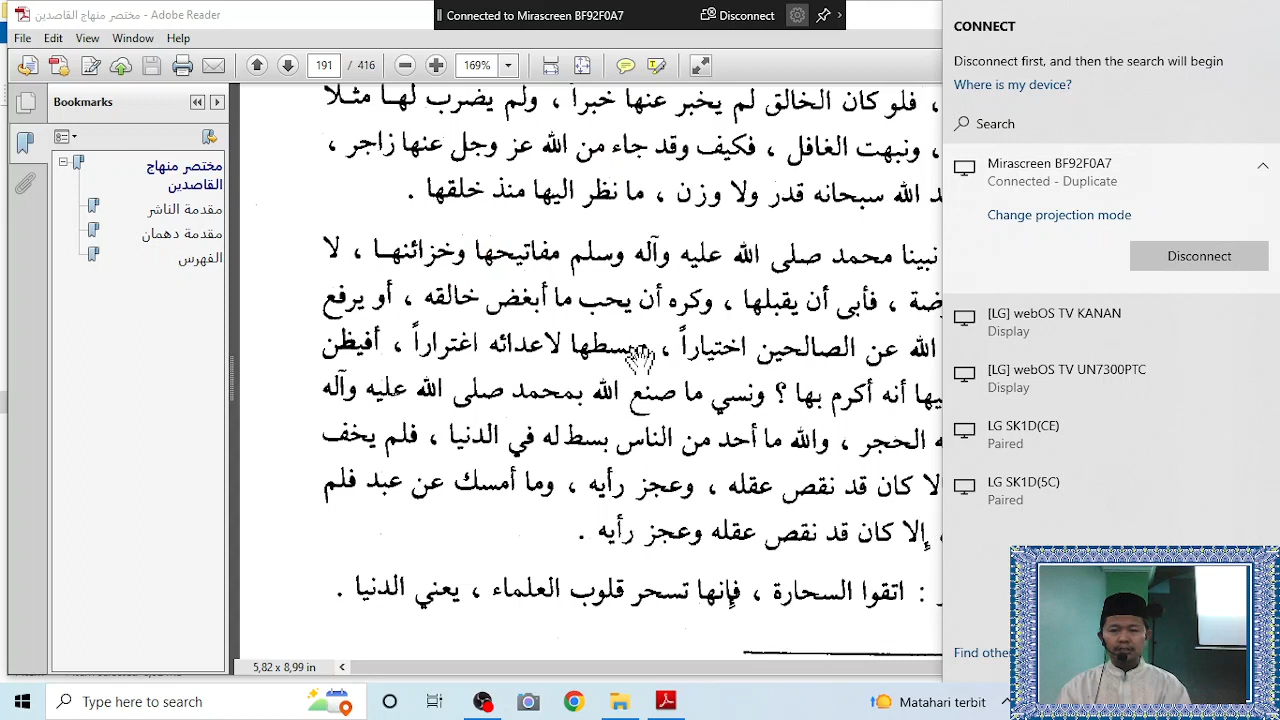 مختصر منهاج القاصدين - Adobe Reader
Connected to Mirascreen BF92F0A7
Disconnect
File Edit View Window Help
191 / 416
169%
Bookmarks
مختصر منهاج
القاصدين
مقدمة الناشر
مقدمة دهمان
الفهرس
، فلو كان الخالق لم يخبر عنها خبراً ، ولم يضرب لهـا مثـلاً
، ونبهت الغافل ، فكيف وقد جاء من الله عز وجل عنها زاجر ،
الله سبحانه قدر ولا وزن ، ما نظر اليها منذ خلقها .
نبينا محمد صلى الله عليه وآله وسلم مفاتيحها وخزائنهـا ، لا
، فأبى أن يقبلها ، وكره أن يحب ما أبغض خالقه ، أو يرفع
الله عن الصالحين اختياراً ، وبسطها لاعدائه اغتراراً ، أفيظن
أنه أكرم بها ؟ ونسي ما صنع الله بمحمد صلى الله عليه وآله
الحجر ، والله ما أحد من الناس بسط له في الدنيا ، فلم يخف
كان قد نقص عقله ، وعجز رأيه ، وما أمسك عن عبد فلم
، إلا كان قد نقص عقله وعجز رأيه .
: اتقوا السحارة ، فإنها تسحر قلوب العلماء ، يعني الدنيا .
5,82 x 8,99 in
CONNECT
Disconnect first, and then the search will begin
Where is my device?
Search
Mirascreen BF92F0A7
Connected - Duplicate
Change projection mode
Disconnect
[LG] webOS TV KANAN
Display
[LG] webOS TV UN7300PTC
Display
LG SK1D(CE)
Paired
LG SK1D(5C)
Paired
Find
Type here to search
Matahari terbit